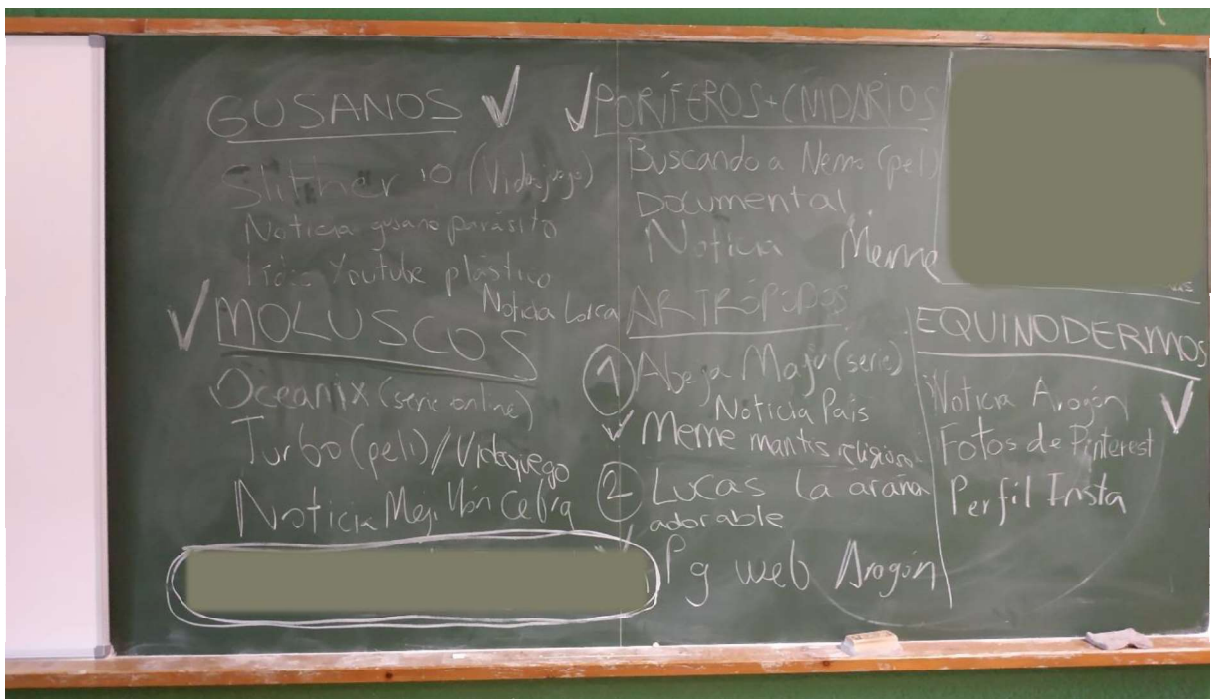 GUSANOS
Slither io (Videojuego)
Noticia gusano parásito
Youtube plástico
MOLUSCOS
Oceanix (serie online)
Turbo (peli) / Videojuego
Noticia Mejillón Cebra
PORÍFEROS + CNIDARIOS
Buscando a Nemo (peli)
Documental
Noticia Meme
Noticia Lorca
ARTRÓPODOS
1 Abeja Maya (serie)
Noticia País
Meme mantis religiosa
2 Lucas la araña
adorable
Pg web Aragón
EQUINODERMOS
Noticia Aragón
Fotos de Pinterest
Perfil Insta